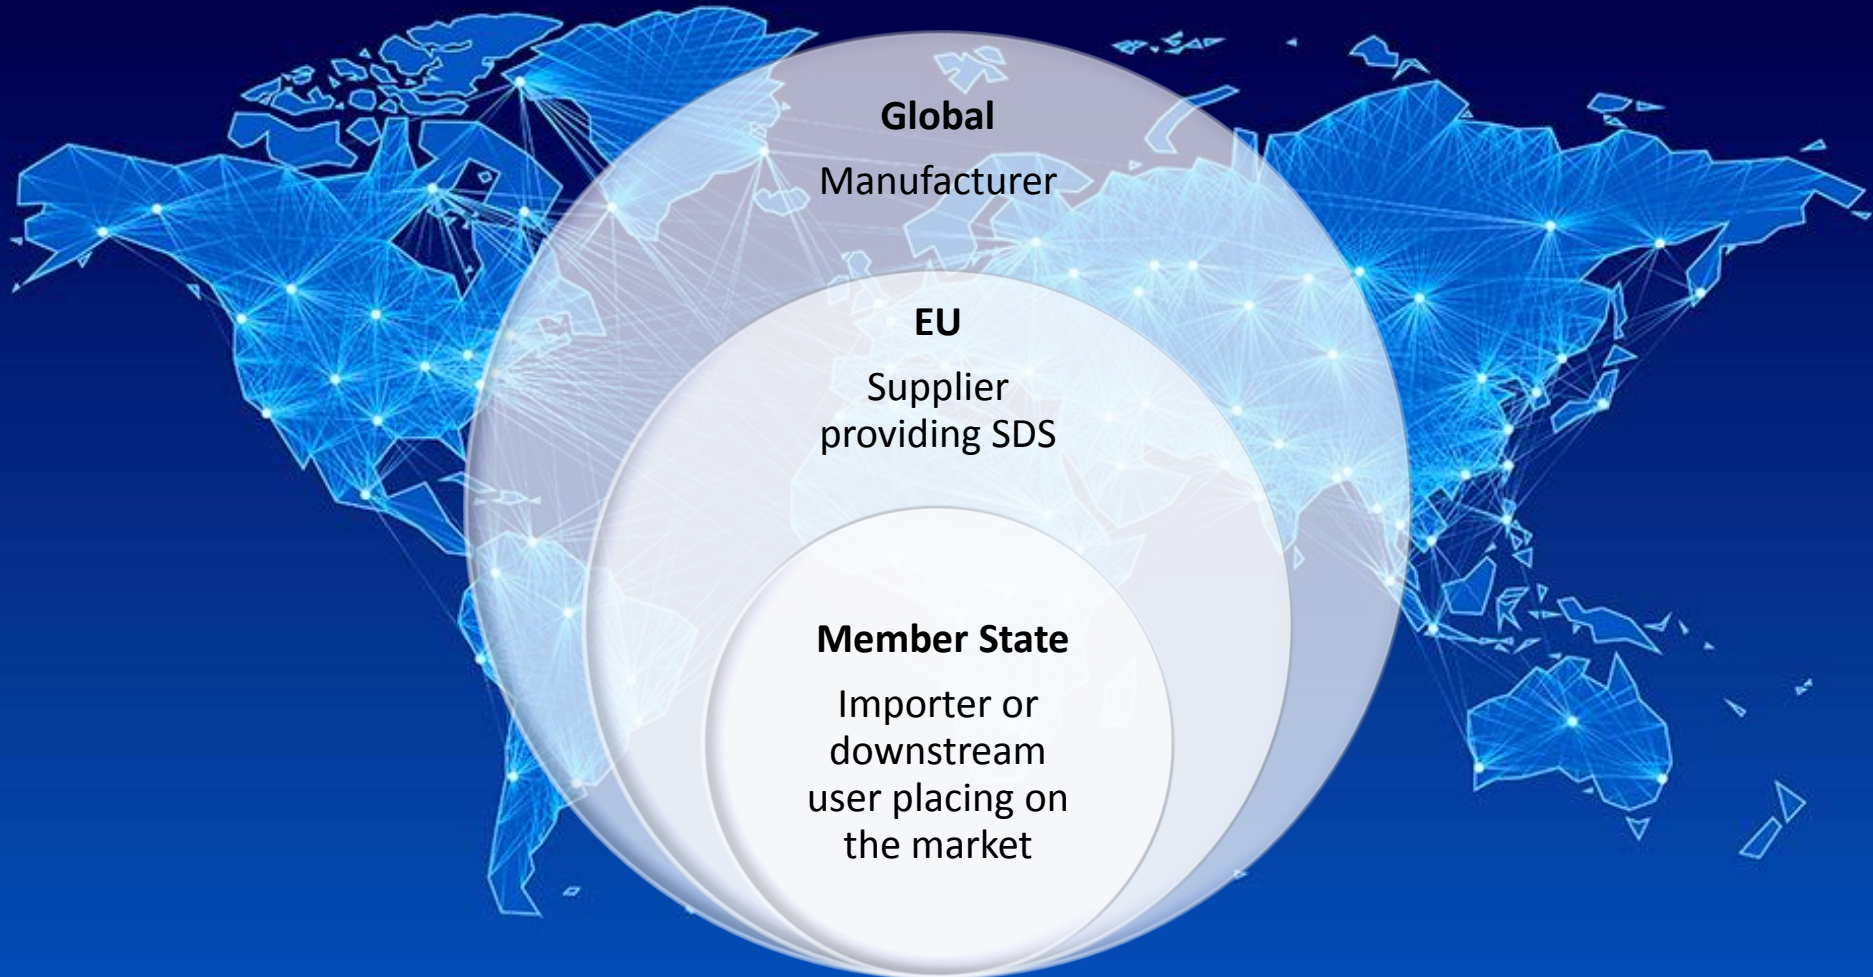 Global
Manufacturer
EU
Supplier
providing SDS
Member State
Importer or
downstream
user placing on
the market